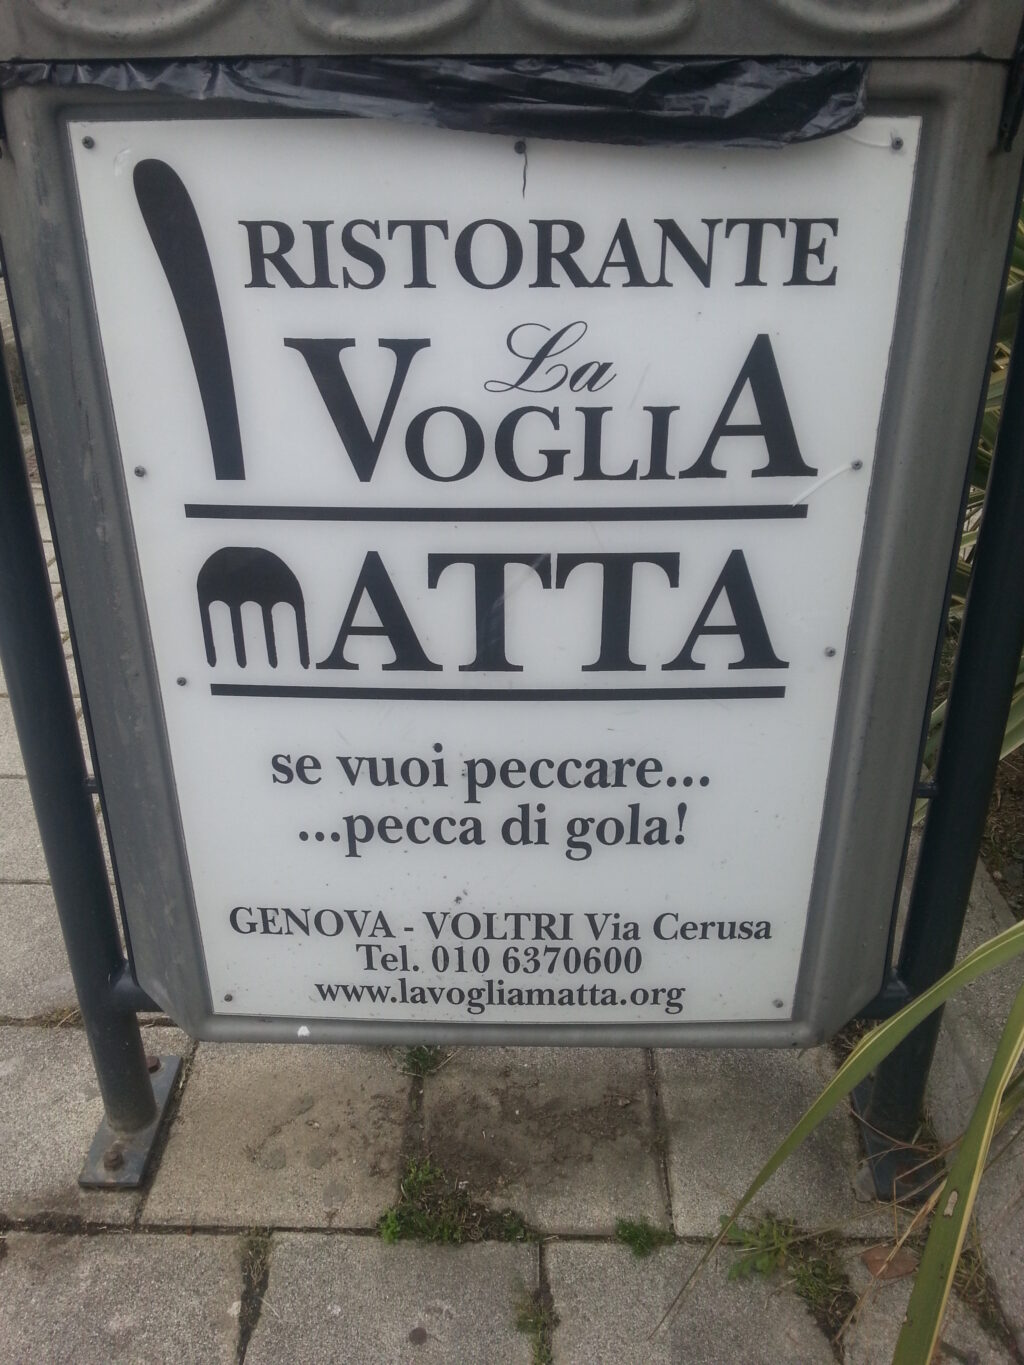 RISTORANTE
La
VOGLIA
MATTA
se vuoi peccare...
...pecca di gola!
GENOVA - VOLTRI Via Cerusa
Tel. 010 6370600
www.lavogliamatta.org